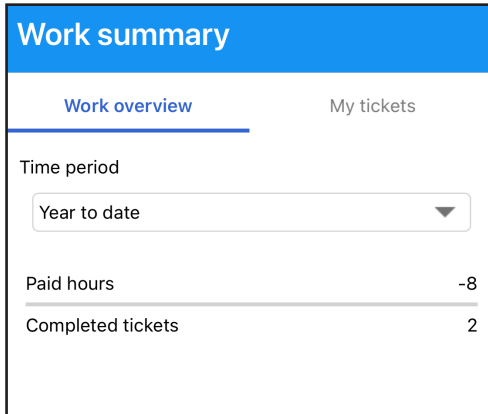 Work summary
Work overview My tickets
Time period
Year to date
Paid hours -8
Completed tickets 2